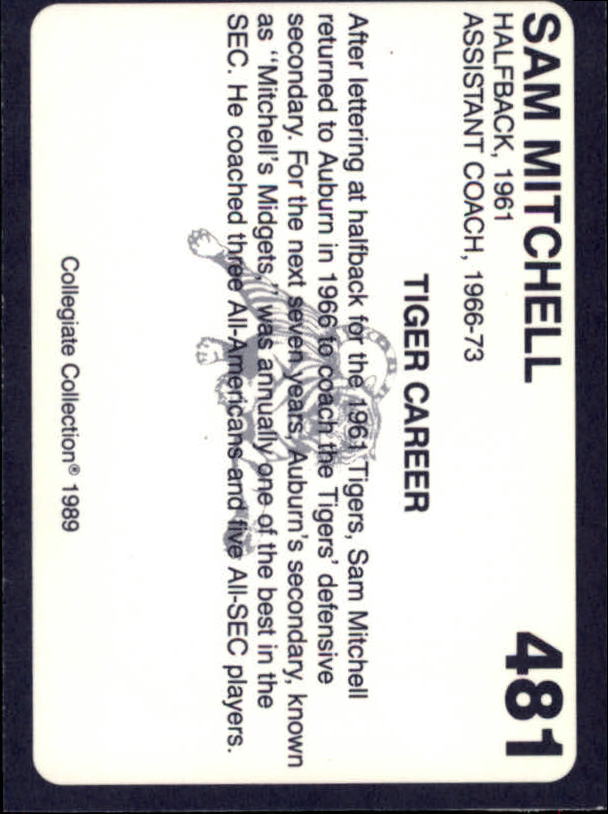 SAM MITCHELL 481
HALFBACK, 1961
ASSISTANT COACH, 1966-73
TIGER CAREER
After lettering at halfback for the 1961 Tigers, Sam Mitchell
returned to Auburn in 1966 to coach the Tigers' defensive
secondary. For the next seven years, Auburn's secondary, known
as "Mitchell's Midgets," was annually one of the best in the
SEC. He coached three All-Americans and five All-SEC players.
Collegiate Collection® 1989